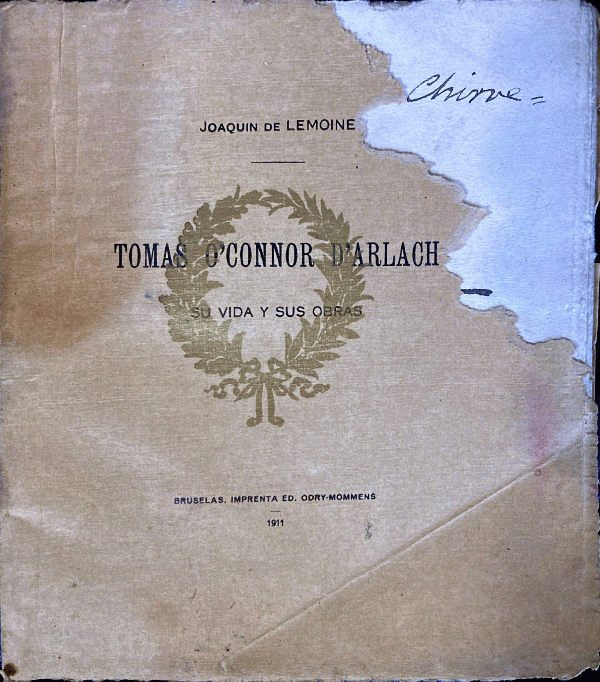 Chirve=
JOAQUIN DE LEMOINE
TOMAS O'CONNOR D'ARLACH
SU VIDA Y SUS OBRAS
BRUSELAS, IMPRENTA ED. ODRY-MOMMENS
1911